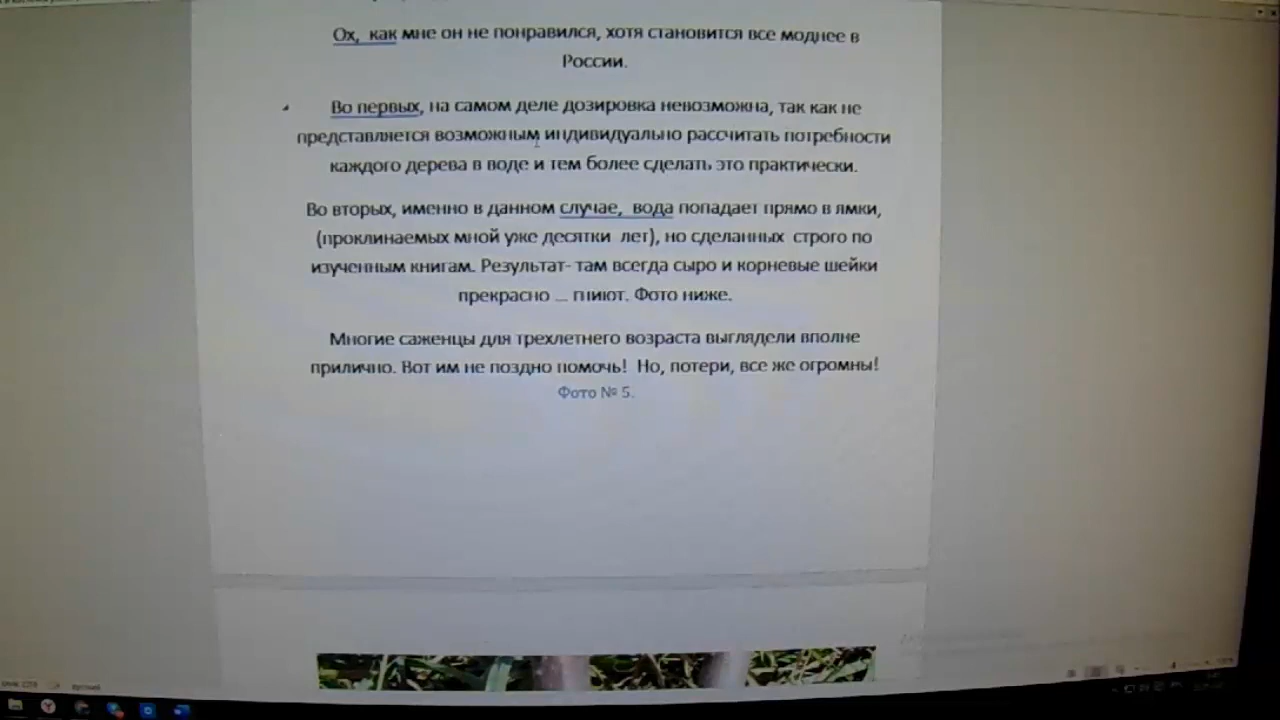 Ох,  как мне он не понравился, хотя становится все моднее в
России.
Во первых, на самом деле дозировка невозможна, так как не
представляется возможным индивидуально рассчитать потребности
каждого дерева в воде и тем более сделать это практически.
Во вторых, именно в данном случае,  вода попадает прямо в ямки,
(проклинаемых мной уже десятки  лет), но сделанных  строго по
изученным книгам. Результат- там всегда сыро и корневые шейки
прекрасно ... гниют. Фото ниже.
Многие саженцы для трехлетнего возраста выглядели вполне
прилично. Вот им не поздно помочь!  Но, потери, все же огромны!
Фото № 5.
русский